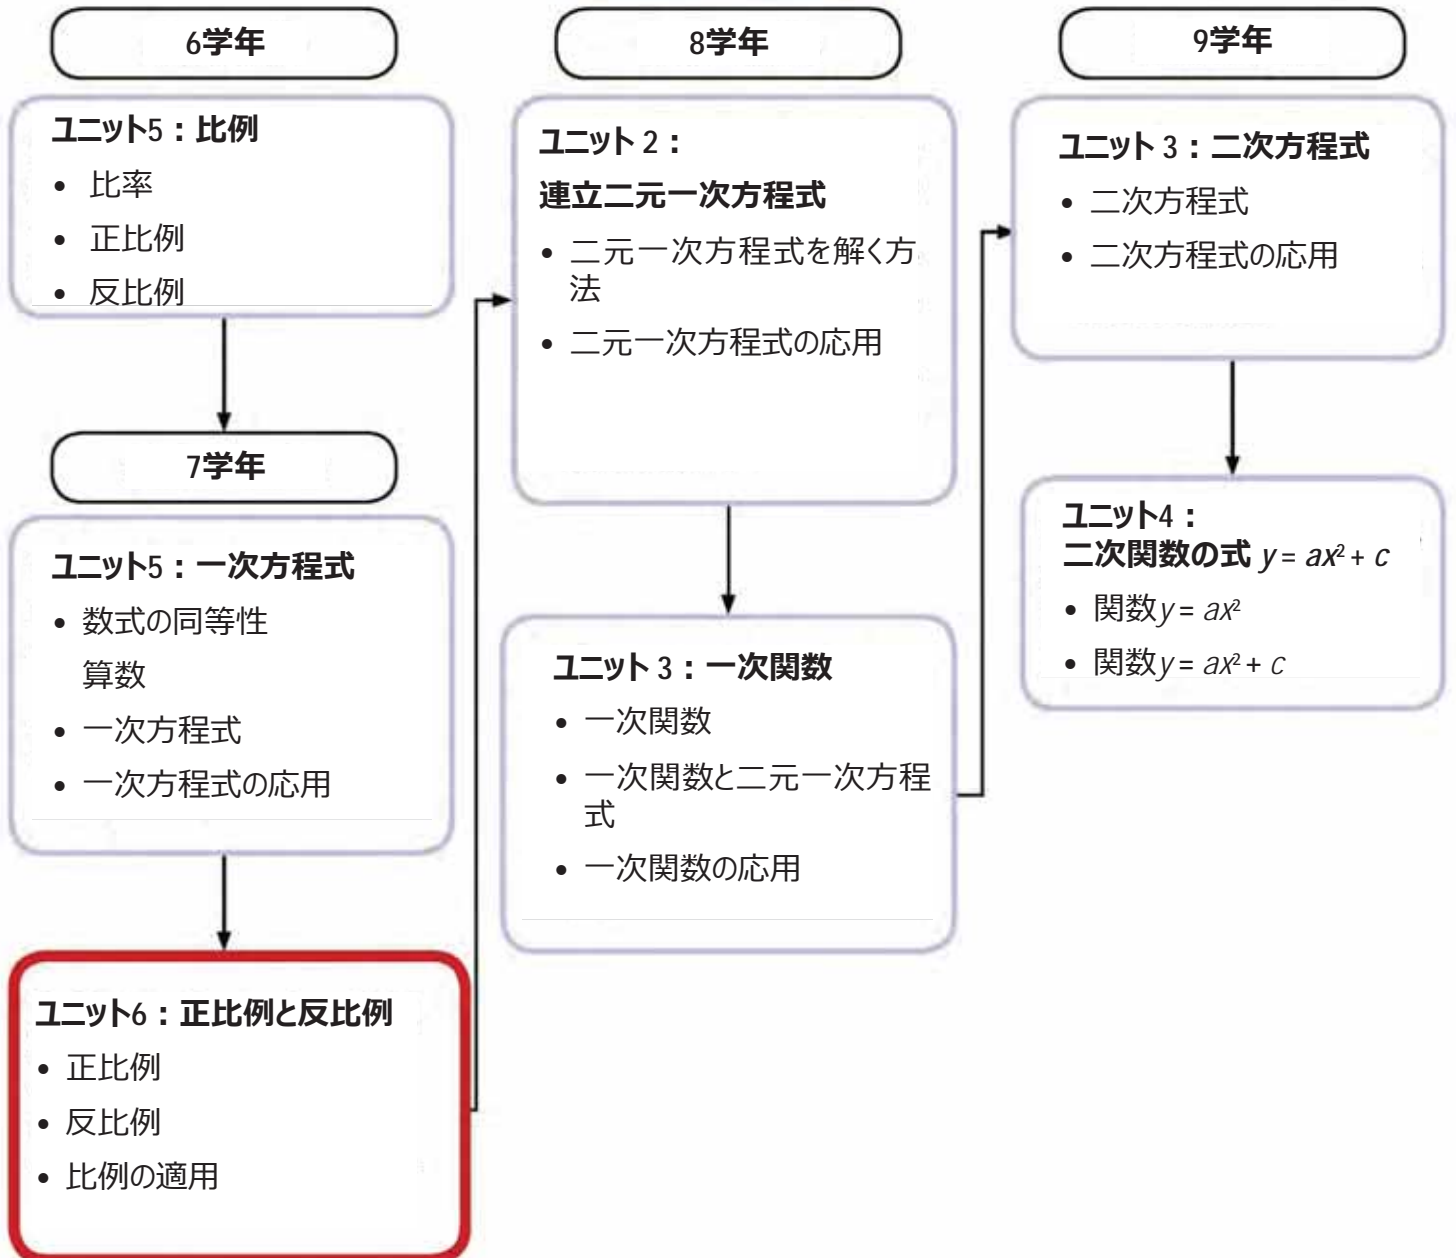 6学年
ユニット5：比例
• 比率
• 正比例
• 反比例
7学年
ユニット5：一次方程式
• 数式の同等性
算数
• 一次方程式
• 一次方程式の応用
ユニット6：正比例と反比例
• 正比例
• 反比例
• 比例の適用
8学年
ユニット 2：
連立二元一次方程式
• 二元一次方程式を解く方
法
• 二元一次方程式の応用
ユニット 3：一次関数
• 一次関数
• 一次関数と二元一次方程
式
• 一次関数の応用
9学年
ユニット 3：二次方程式
• 二次方程式
• 二次方程式の応用
ユニット4：
二次関数の式 y = ax² + c
• 関数y = ax²
• 関数y = ax² + c